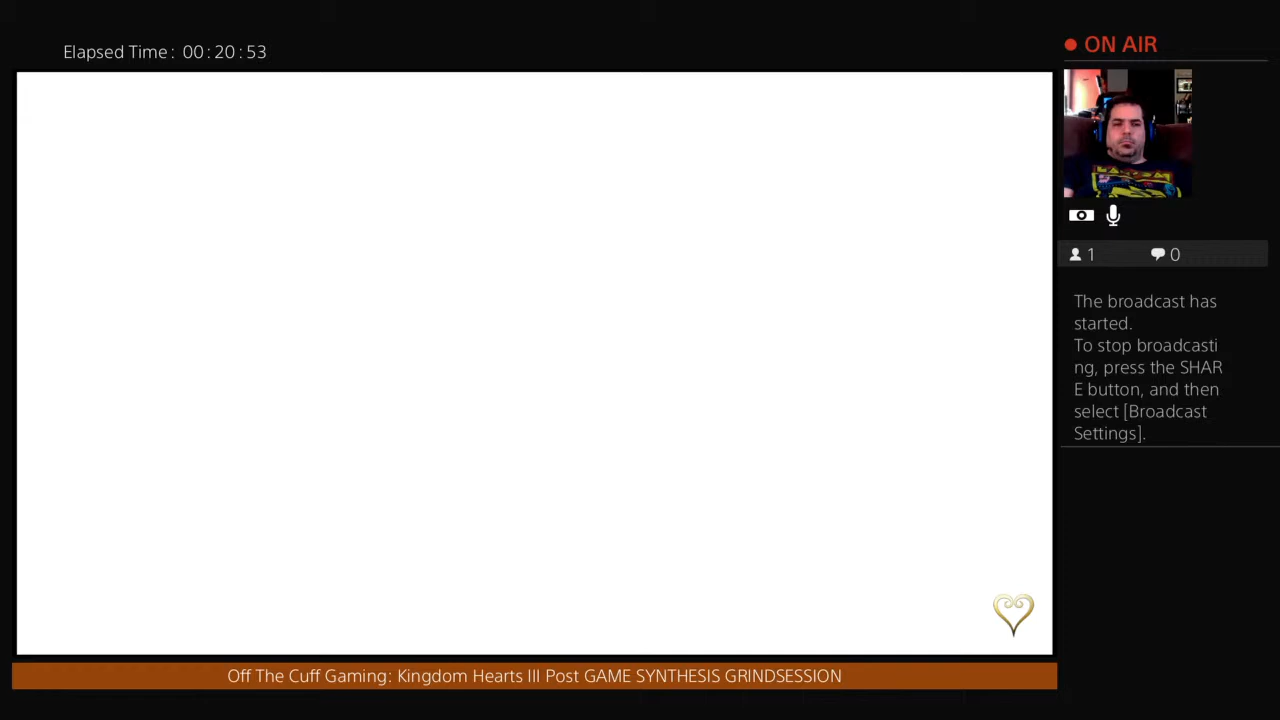 Elapsed Time: 00:20:53
ON AIR
1
0
The broadcast has
started.
To stop broadcasti
ng, press the SHAR
E button, and then
select [Broadcast
Settings].
Off The Cuff Gaming: Kingdom Hearts III Post GAME SYNTHESIS GRINDSESSION